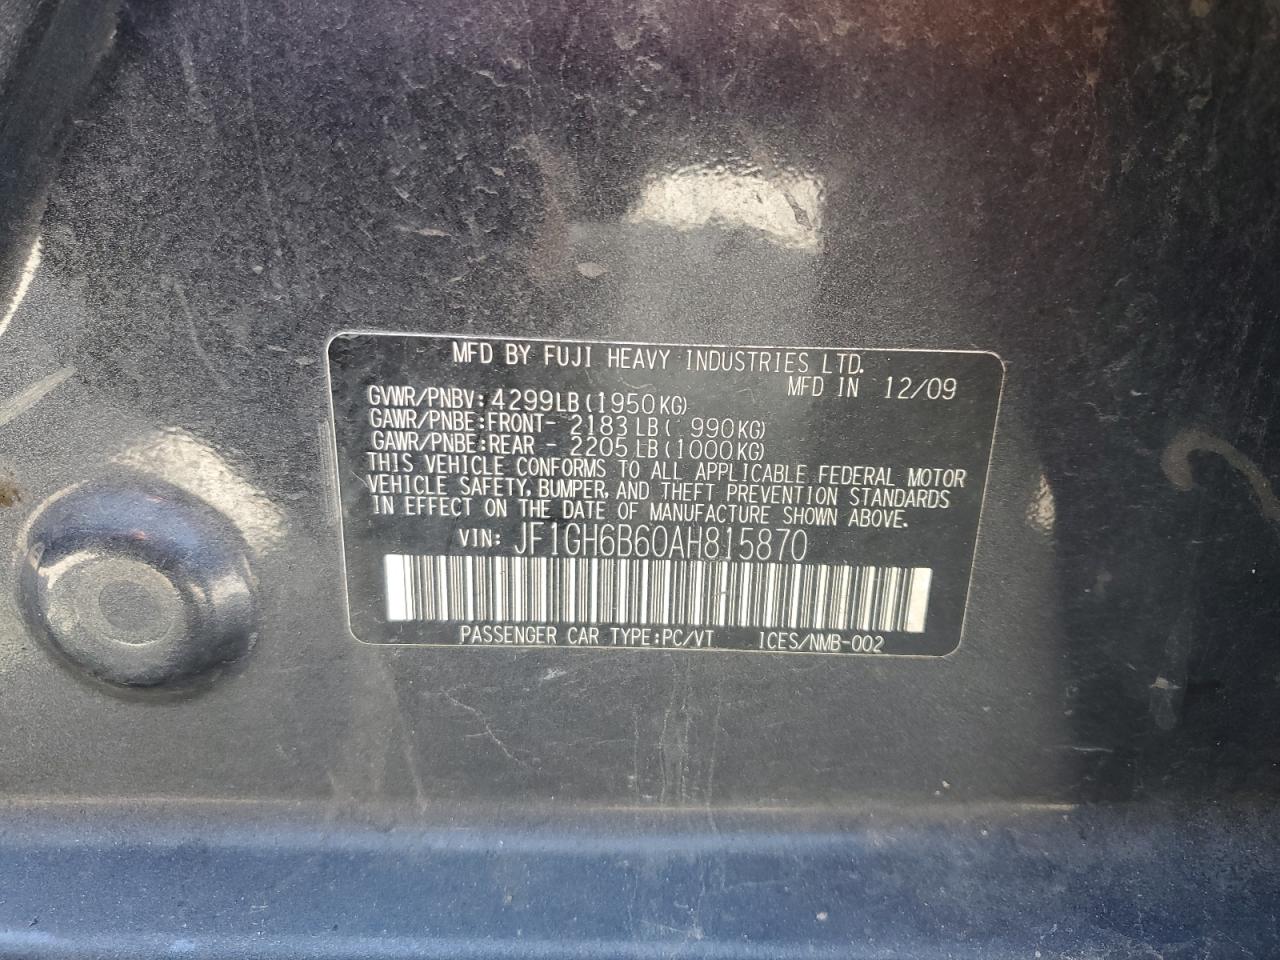 MFD BY FUJI HEAVY INDUSTRIES LTD.
MFD IN 12/09
GVWR/PNBV: 4299LB(1950KG)
GAWR/PNBE:FRONT- 2183LB( 990KG)
GAWR/PNBE:REAR - 2205LB(1000KG)
THIS VEHICLE CONFORMS TO ALL APPLICABLE FEDERAL MOTOR
VEHICLE SAFETY, BUMPER, AND THEFT PREVENTION STANDARDS
IN EFFECT ON THE DATE OF MANUFACTURE SHOWN ABOVE.
VIN: JF1GH6B60AH815870
PASSENGER CAR TYPE:PC/VT ICES/NMB-002